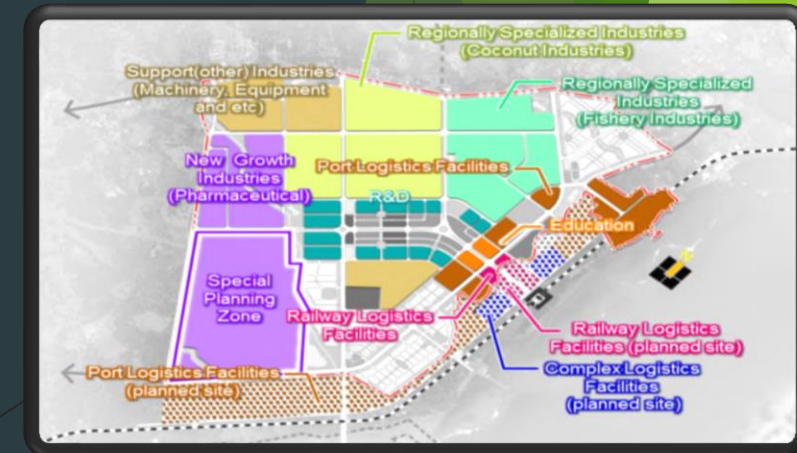 Regionally Specialized Industries
(Coconut Industries)
Support(other) Industries
(Machinery, Equipment
and etc)
Regionally Specialized
Industries
(Fishery Industries)
New Growth
Industries
(Pharmaceutical)
Port Logistics Facilities
R&D
Education
Special
Planning
Zone
Railway Logistics
Facilities
Railway Logistics
Facilities (planned site)
Port Logistics Facilities
(planned site)
Complex Logistics
Facilities
(planned site)